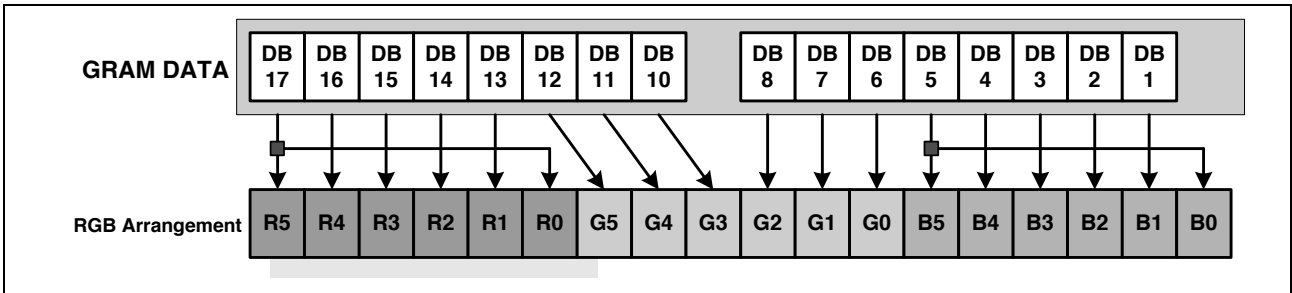 GRAM DATA
DB 17 DB 16 DB 15 DB 14 DB 13 DB 12 DB 11 DB 10 DB 8 DB 7 DB 6 DB 5 DB 4 DB 3 DB 2 DB 1
RGB Arrangement R5 R4 R3 R2 R1 R0 G5 G4 G3 G2 G1 G0 B5 B4 B3 B2 B1 B0